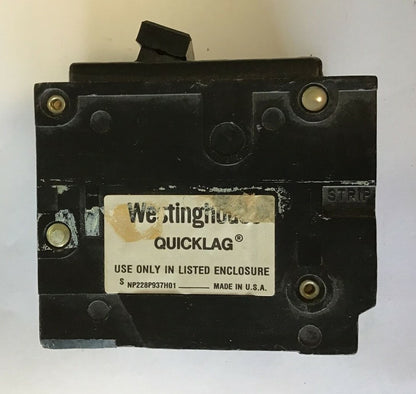 STRIP
Westinghouse
QUICKLAG®
USE ONLY IN LISTED ENCLOSURE
S NP228P937H01 MADE IN U.S.A.